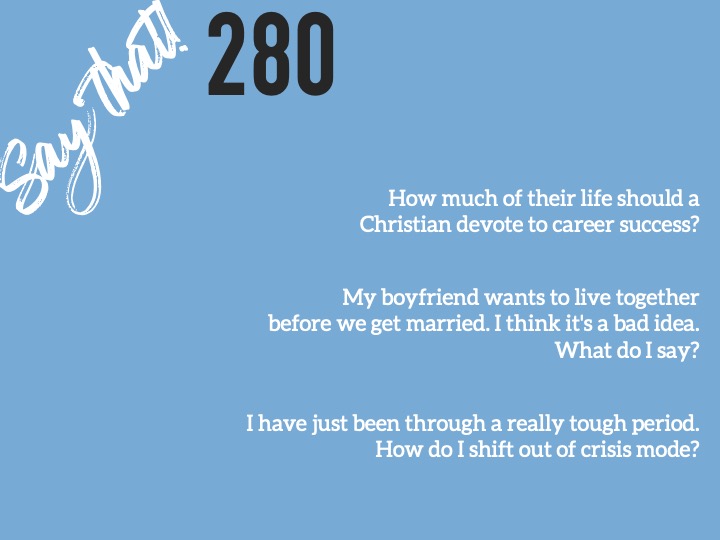 Say that!
280
How much of their life should a
Christian devote to career success?
My boyfriend wants to live together
before we get married. I think it's a bad idea.
What do I say?
I have just been through a really tough period.
How do I shift out of crisis mode?